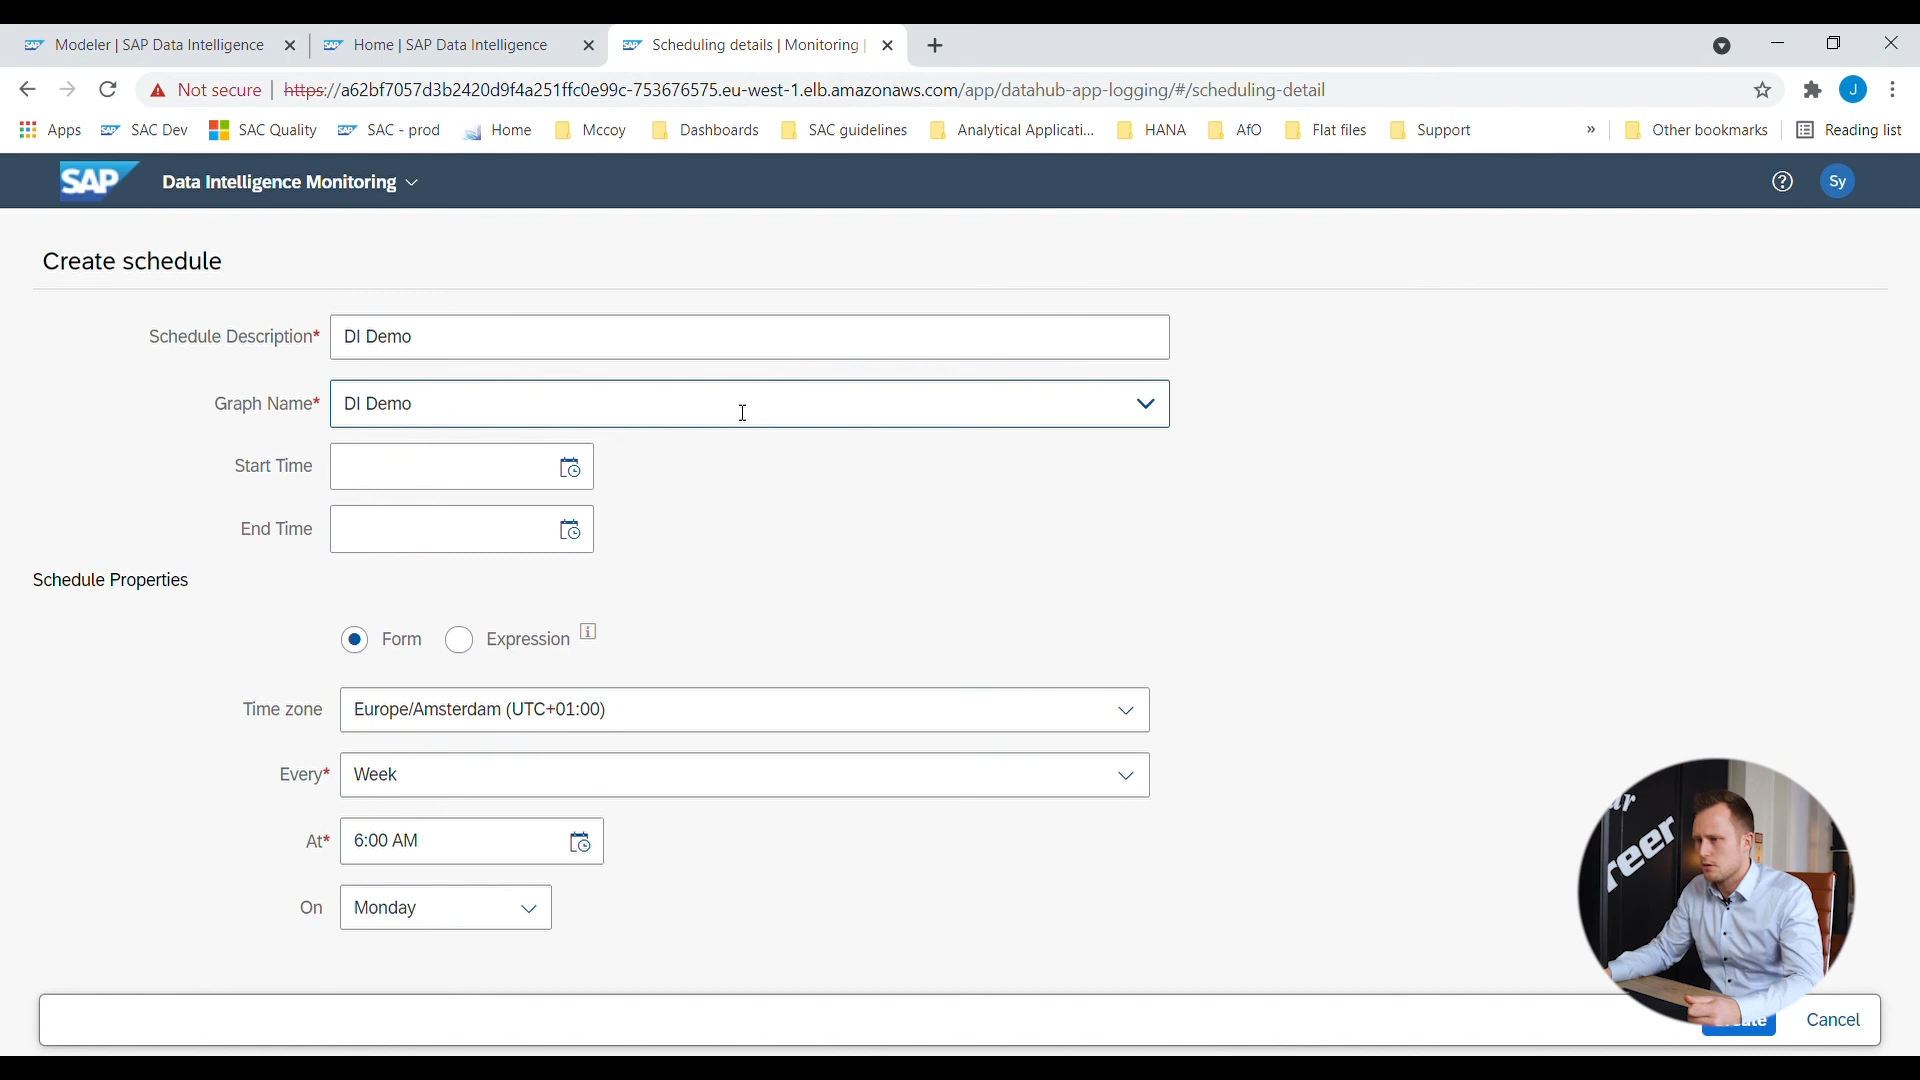 Modeler | SAP Data Intelligence
Home | SAP Data Intelligence
Scheduling details | Monitoring |
Not secure
https://a62bf7057d3b2420d9f4a251ffc0e99c-753676575.eu-west-1.elb.amazonaws.com/app/datahub-app-logging/#/scheduling-detail
J
Apps
SAC Dev
SAC Quality
SAC - prod
Home
Mccoy
Dashboards
SAC guidelines
Analytical Applicati...
HANA
AfO
Flat files
Support
»
Other bookmarks
Reading list
SAP
Data Intelligence Monitoring
Sy
Create schedule
Schedule Description* DI Demo
Graph Name* DI Demo
Start Time
End Time
Schedule Properties
Form
Expression
Time zone Europe/Amsterdam (UTC+01:00)
Every* Week
At* 6:00 AM
On Monday
Cancel